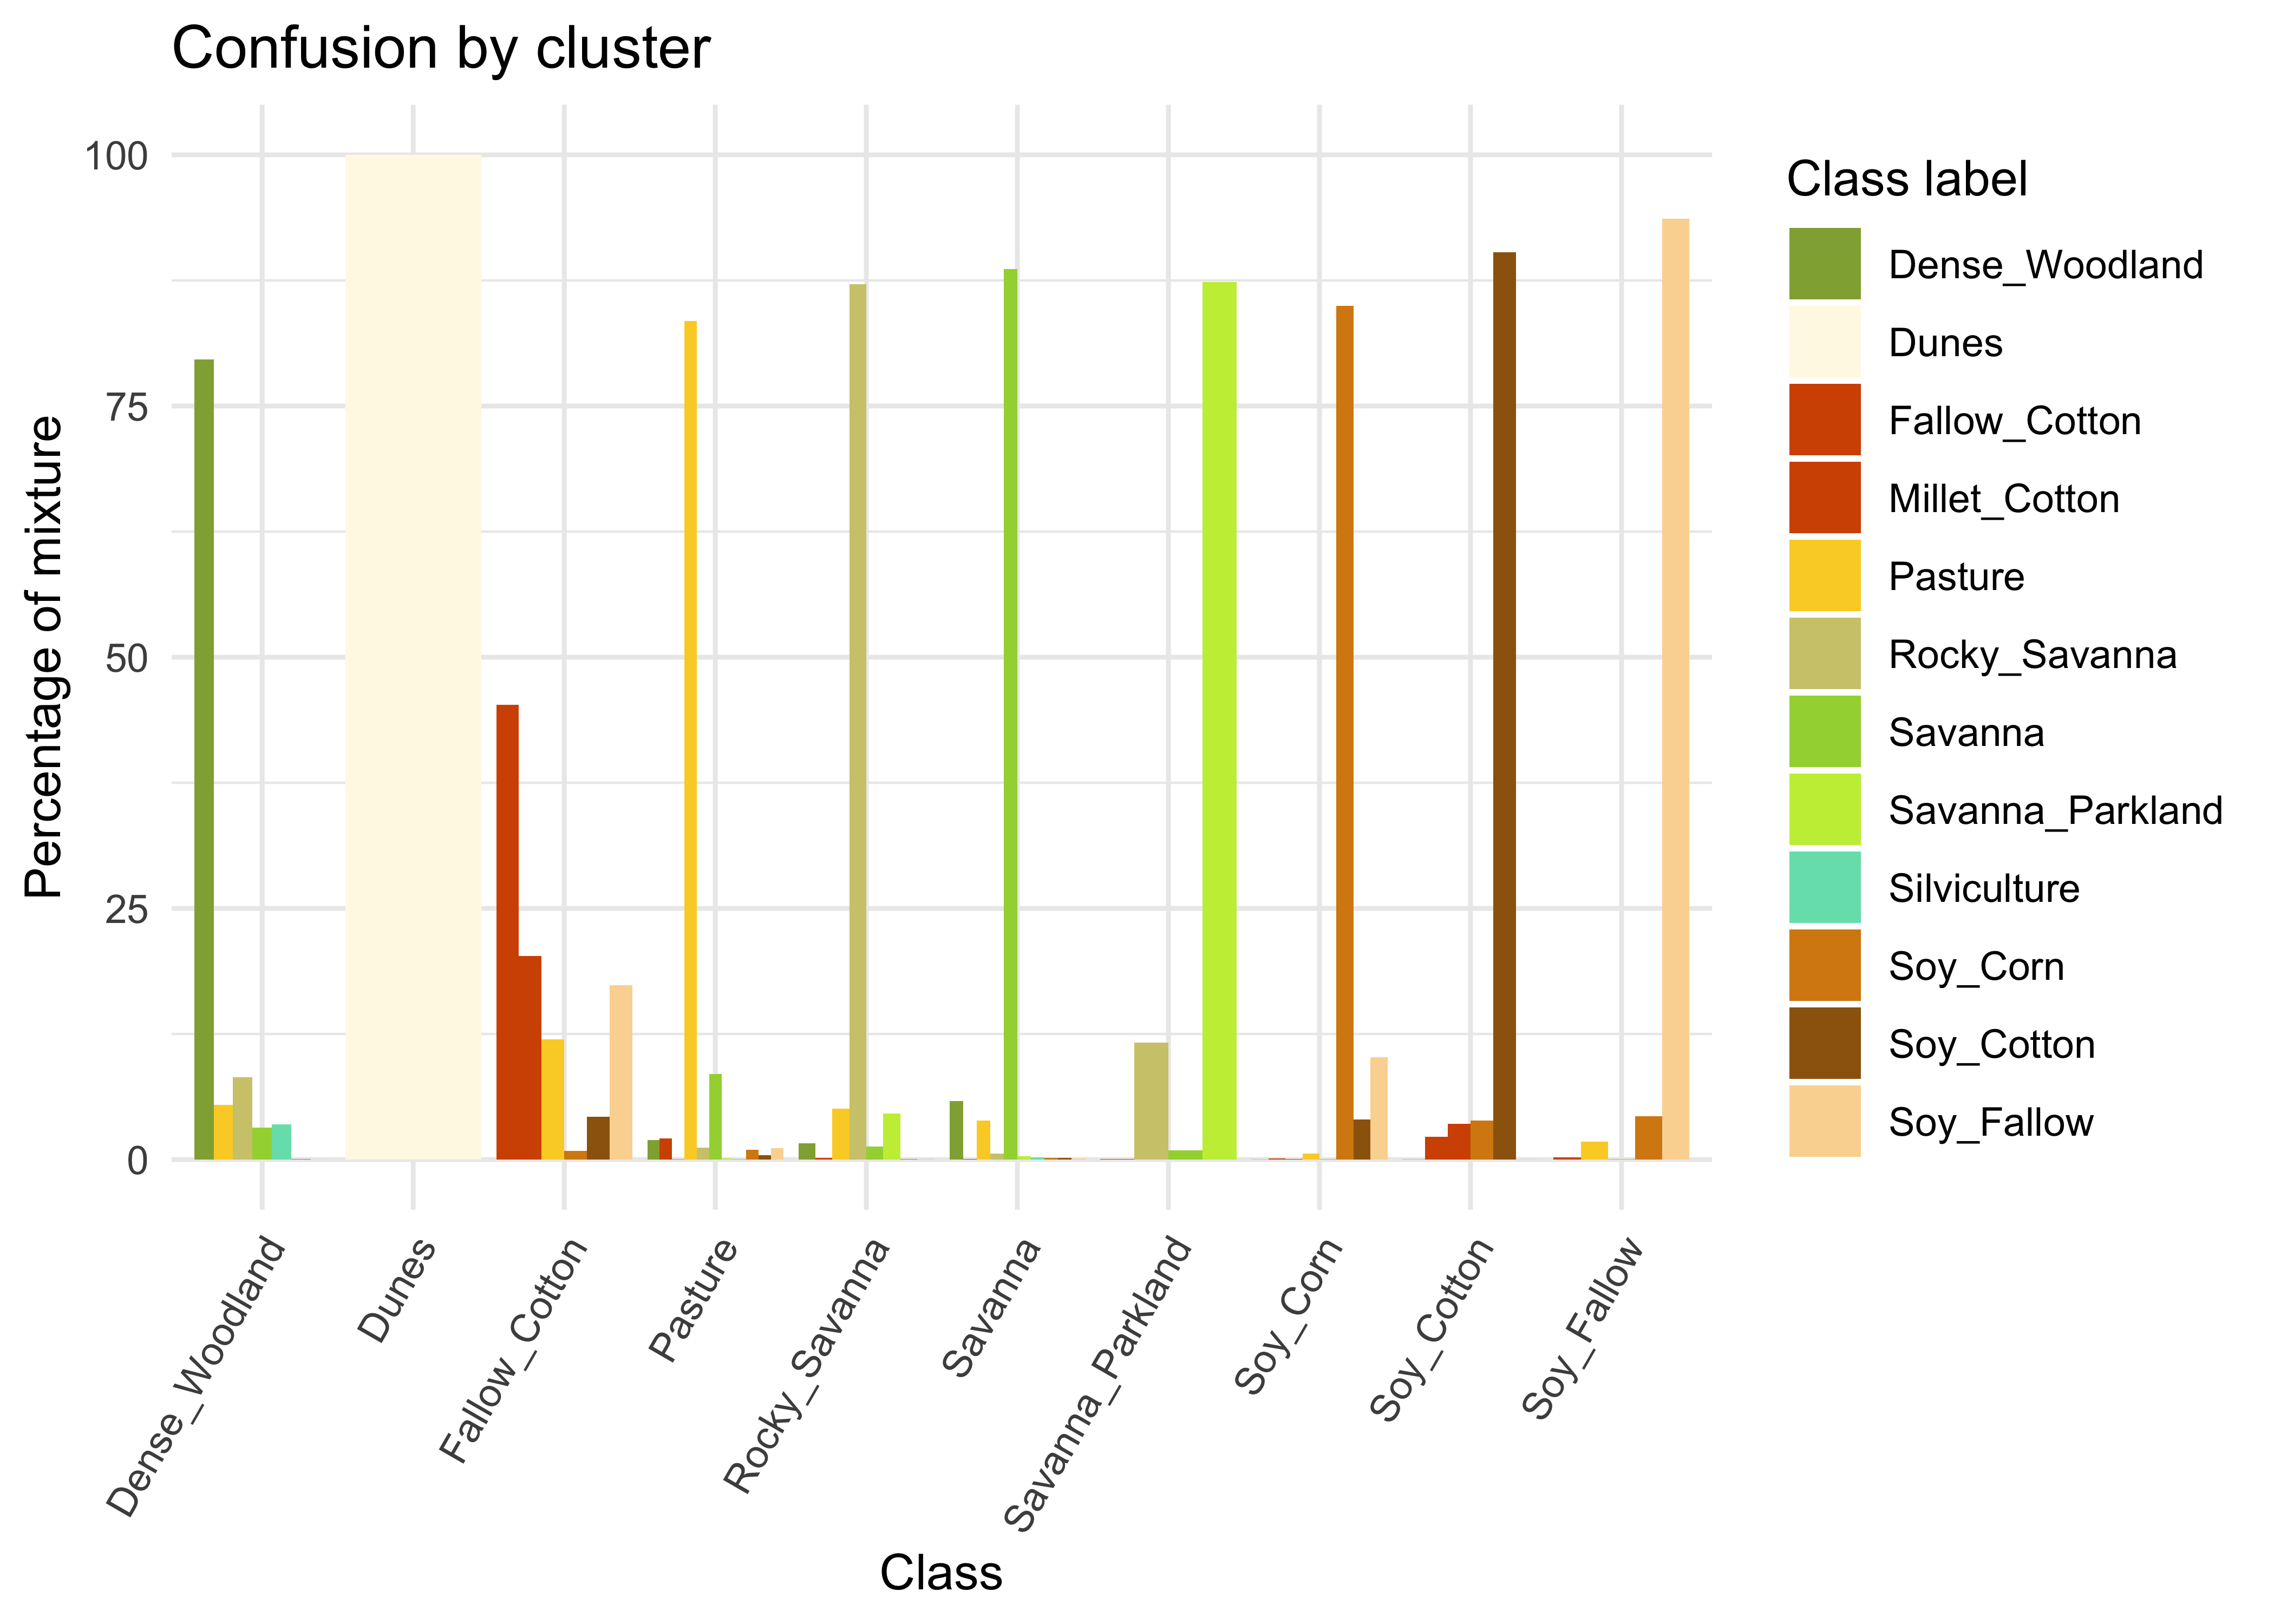 Confusion by cluster
Percentage of mixture
100
75
50
25
0
Dense_Woodland
Dunes
Fallow_Cotton
Pasture
Rocky_Savanna
Savanna
Savanna_Parkland
Soy_Corn
Soy_Cotton
Soy_Fallow
Class
Class label
Dense_Woodland
Dunes
Fallow_Cotton
Millet_Cotton
Pasture
Rocky_Savanna
Savanna
Savanna_Parkland
Silviculture
Soy_Corn
Soy_Cotton
Soy_Fallow